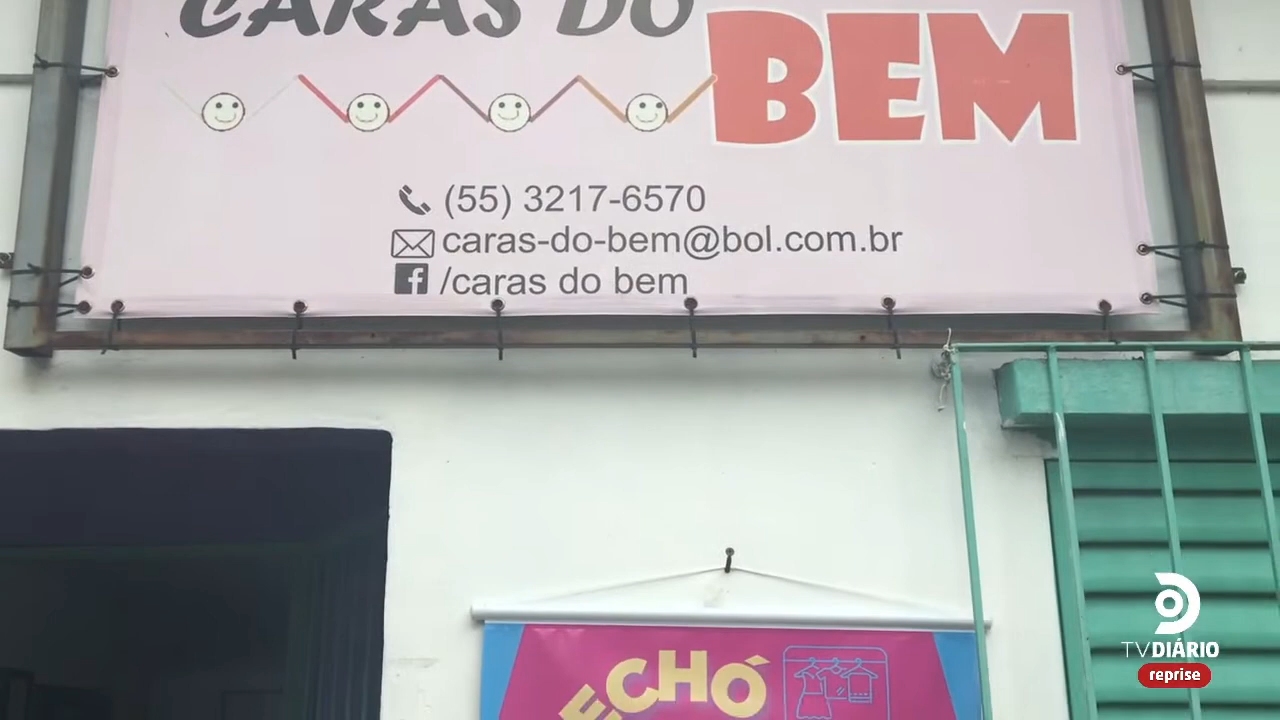 CARAS DO
BEM
(55) 3217-6570
caras-do-bem@bol.com.br
/caras do bem
ECHÓ
TV DIÁRIO
reprise